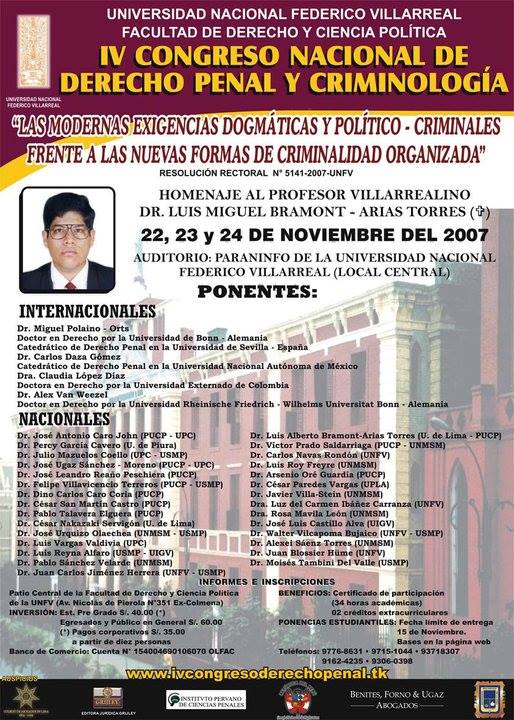 UNIVERSIDAD NACIONAL FEDERICO VILLARREAL
FACULTAD DE DERECHO Y CIENCIA POLÍTICA
IV CONGRESO NACIONAL DE
DERECHO PENAL Y CRIMINOLOGÍA
UNIVERSIDAD NACIONAL
FEDERICO VILLARREAL
"LAS MODERNAS EXIGENCIAS DOGMÁTICAS Y POLÍTICO - CRIMINALES
FRENTE A LAS NUEVAS FORMAS DE CRIMINALIDAD ORGANIZADA"
RESOLUCIÓN RECTORAL N° 5141-2007-UNFV
HOMENAJE AL PROFESOR VILLARREALINO
DR. LUIS MIGUEL BRAMONT - ARIAS TORRES (✞)
22, 23 y 24 DE NOVIEMBRE DEL 2007
AUDITORIO: PARANINFO DE LA UNIVERSIDAD NACIONAL
FEDERICO VILLARREAL (LOCAL CENTRAL)
PONENTES:
INTERNACIONALES
Dr. Miguel Polaino - Orts
Doctor en Derecho por la Universidad de Bonn - Alemania
Catedrático de Derecho Penal en la Universidad de Sevilla - España
Dr. Carlos Daza Gómez
Catedrático de Derecho Penal en la Universidad Nacional Autónoma de México
Dra. Claudia López Díaz
Doctora en Derecho por la Universidad Externado de Colombia
Dr. Alex Van Weezel
Doctor en Derecho por la Universidad Rheinische Friedrich - Wilhelms Universitat Bonn - Alemania
NACIONALES
Dr. José Antonio Caro John (PUCP - UPC)
Dr. Percy García Cavero (U. de Piura)
Dr. Julio Mazuelos Coello (UPC - USMP)
Dr. José Ugaz Sánchez - Moreno (PUCP - UPC)
Dr. José Leandro Reaño Peschiera (PUCP)
Dr. Felipe Villavicencio Terreros (PUCP - USMP)
Dr. Dino Carlos Caro Coria (PUCP)
Dr. César San Martín Castro (PUCP)
Dr. Pablo Talavera Elguera (PUCP)
Dr. César Nakazaki Servigón (U. de Lima)
Dr. José Urquizo Olaechea (UNMSM - USMP)
Dr. Luis Vargas Valdivia (UPC)
Dr. Luis Reyna Alfaro (USMP - UIGV)
Dr. Pablo Sánchez Velarde (UNMSM)
Dr. Juan Carlos Jiménez Herrera (UNFV - USMP)
Dr. Luis Alberto Bramont-Arias Torres (U. de Lima - PUCP)
Dr. Víctor Prado Saldarriaga (PUCP - UNMSM)
Dr. Carlos Navas Rondón (UNFV)
Dr. Luis Roy Freyre (UNMSM)
Dr. Arsenio Oré Guardia (PUCP)
Dr. César Paredes Vargas (UPLA)
Dr. Javier Villa-Stein (UNMSM)
Dra. Luz del Carmen Ibáñez Carranza (UNFV)
Dra. Rosa Mavila León (UNMSM)
Dr. José Luis Castillo Alva (UIGV)
Dr. Walter Vilcapoma Bujaico (UNFV - USMP)
Dr. Alexei Sáenz Torres (UNMSM)
Dr. Juan Blossier Hüme (UNFV)
Dr. Moisés Tambini Del Valle (USMP)
INFORMES E INSCRIPCIONES
Patio Central de la Facultad de Derecho y Ciencia Política
de la UNFV (Av. Nicolás de Pierola N°351 Ex-Colmena)
INVERSIÓN: Est. Pre Grado S/. 40.00 (*)
Egresados y Público en General S/. 60.00
(*) Pagos corporativos S/. 35.00
a partir de diez personas
Banco de Comercio: Cuenta N° 154004690106070 OLFAC
BENEFICIOS: Certificado de participación
(34 horas académicas)
02 créditos extracurriculares
PONENCIAS ESTUDIANTILES: Fecha límite de entrega
15 de Noviembre.
Bases en la página web
Teléfonos: 9776-8631 - 9715-1044 - 93718307
9162-4235 - 9306-0398
www.ivcongresoderechopenal.tk
AUSPICIOS
GRIJLEY
EDITORA JURÍDICA GRIJLEY
INSTITUTO PERUANO
DE CIENCIAS PENALES
BENITES, FORNO & UGAZ
ABOGADOS